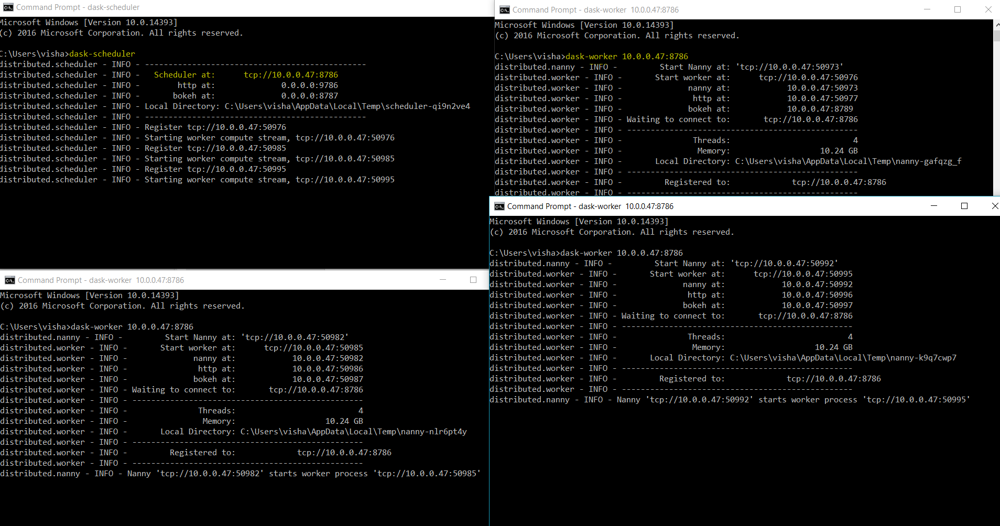 Command Prompt - dask-scheduler
Microsoft Windows [Version 10.0.14393]
(c) 2016 Microsoft Corporation. All rights reserved.
C:\Users\visha>dask-scheduler
distributed.scheduler - INFO - -----------------------------------------------
distributed.scheduler - INFO -   Scheduler at:      tcp://10.0.0.47:8786
distributed.scheduler - INFO -        http at:              0.0.0.0:9786
distributed.scheduler - INFO -       bokeh at:              0.0.0.0:8787
distributed.scheduler - INFO - Local Directory: C:\Users\visha\AppData\Local\Temp\scheduler-qi9n2ve4
distributed.scheduler - INFO - -----------------------------------------------
distributed.scheduler - INFO - Register tcp://10.0.0.47:50976
distributed.scheduler - INFO - Starting worker compute stream, tcp://10.0.0.47:50976
distributed.scheduler - INFO - Register tcp://10.0.0.47:50985
distributed.scheduler - INFO - Starting worker compute stream, tcp://10.0.0.47:50985
distributed.scheduler - INFO - Register tcp://10.0.0.47:50995
distributed.scheduler - INFO - Starting worker compute stream, tcp://10.0.0.47:50995
Command Prompt - dask-worker  10.0.0.47:8786
Microsoft Windows [Version 10.0.14393]
(c) 2016 Microsoft Corporation. All rights reserved.
C:\Users\visha>dask-worker 10.0.0.47:8786
distributed.nanny - INFO -         Start Nanny at: 'tcp://10.0.0.47:50973'
distributed.worker - INFO -       Start worker at:      tcp://10.0.0.47:50976
distributed.worker - INFO -              nanny at:            10.0.0.47:50973
distributed.worker - INFO -               http at:            10.0.0.47:50977
distributed.worker - INFO -              bokeh at:            10.0.0.47:8789
distributed.worker - INFO - Waiting to connect to:       tcp://10.0.0.47:8786
distributed.worker - INFO - -------------------------------------------------
distributed.worker - INFO -               Threads:                          4
distributed.worker - INFO -                Memory:                   10.24 GB
distributed.worker - INFO -       Local Directory: C:\Users\visha\AppData\Local\Temp\nanny-gafqzg_f
distributed.worker - INFO - -------------------------------------------------
distributed.worker - INFO -         Registered to:             tcp://10.0.0.47:8786
distributed.worker - INFO - -------------------------------------------------
Command Prompt - dask-worker  10.0.0.47:8786
Microsoft Windows [Version 10.0.14393]
(c) 2016 Microsoft Corporation. All rights reserved.
C:\Users\visha>dask-worker 10.0.0.47:8786
distributed.nanny - INFO -         Start Nanny at: 'tcp://10.0.0.47:50982'
distributed.worker - INFO -       Start worker at:      tcp://10.0.0.47:50985
distributed.worker - INFO -              nanny at:            10.0.0.47:50982
distributed.worker - INFO -               http at:            10.0.0.47:50986
distributed.worker - INFO -              bokeh at:            10.0.0.47:50987
distributed.worker - INFO - Waiting to connect to:       tcp://10.0.0.47:8786
distributed.worker - INFO - -------------------------------------------------
distributed.worker - INFO -               Threads:                          4
distributed.worker - INFO -                Memory:                   10.24 GB
distributed.worker - INFO -       Local Directory: C:\Users\visha\AppData\Local\Temp\nanny-nlr6pt4y
distributed.worker - INFO - -------------------------------------------------
distributed.worker - INFO -         Registered to:             tcp://10.0.0.47:8786
distributed.worker - INFO - -------------------------------------------------
distributed.nanny - INFO - Nanny 'tcp://10.0.0.47:50982' starts worker process 'tcp://10.0.0.47:50985'
Command Prompt - dask-worker  10.0.0.47:8786
Microsoft Windows [Version 10.0.14393]
(c) 2016 Microsoft Corporation. All rights reserved.
C:\Users\visha>dask-worker 10.0.0.47:8786
distributed.nanny - INFO -         Start Nanny at: 'tcp://10.0.0.47:50992'
distributed.worker - INFO -       Start worker at:      tcp://10.0.0.47:50995
distributed.worker - INFO -              nanny at:            10.0.0.47:50992
distributed.worker - INFO -               http at:            10.0.0.47:50996
distributed.worker - INFO -              bokeh at:            10.0.0.47:50997
distributed.worker - INFO - Waiting to connect to:       tcp://10.0.0.47:8786
distributed.worker - INFO - -------------------------------------------------
distributed.worker - INFO -               Threads:                          4
distributed.worker - INFO -                Memory:                   10.24 GB
distributed.worker - INFO -       Local Directory: C:\Users\visha\AppData\Local\Temp\nanny-k9q7cwp7
distributed.worker - INFO - -------------------------------------------------
distributed.worker - INFO -         Registered to:             tcp://10.0.0.47:8786
distributed.worker - INFO - -------------------------------------------------
distributed.nanny - INFO - Nanny 'tcp://10.0.0.47:50992' starts worker process 'tcp://10.0.0.47:50995'